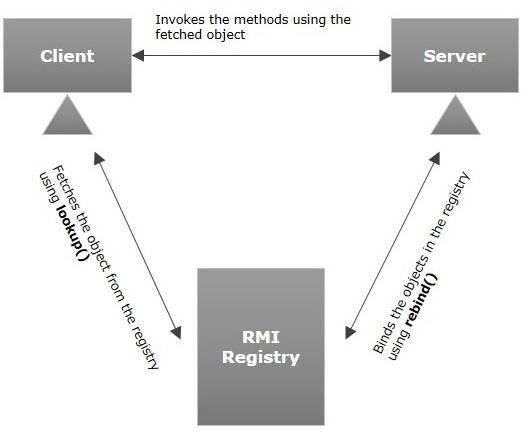 Invokes the methods using the
fetched object
Client
Server
Fetches the object from the registry
using lookup()
Binds the objects in the registry
using rebind()
RMI
Registry